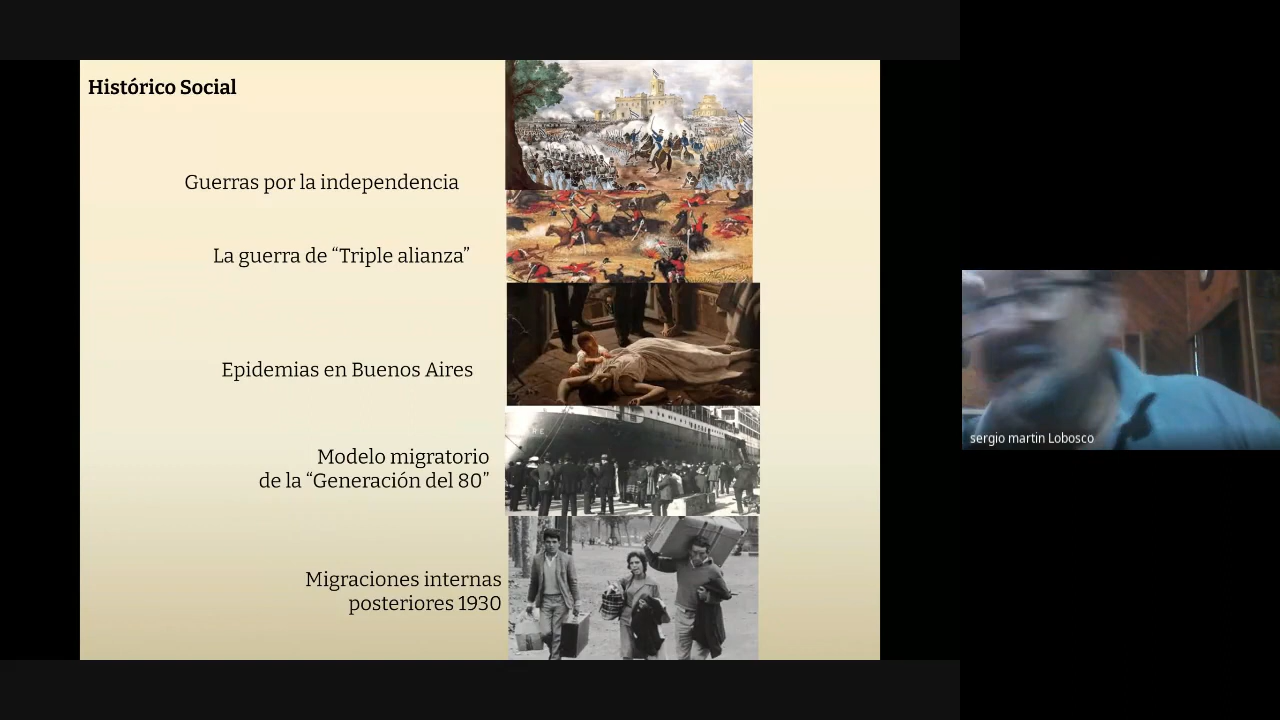 Histórico Social
Guerras por la independencia
La guerra de “Triple alianza”
Epidemias en Buenos Aires
Modelo migratorio
de la “Generación del 80”
Migraciones internas
posteriores 1930
sergio martin Lobosco